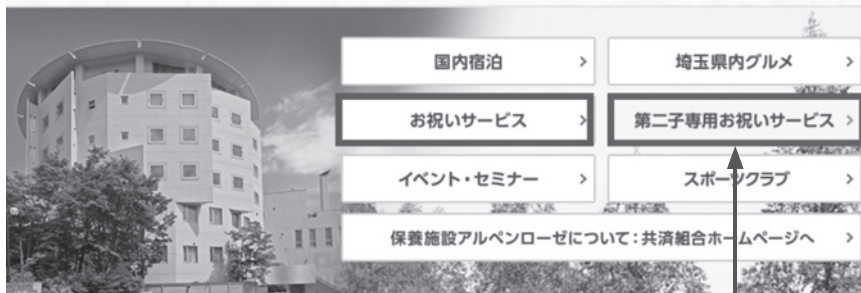 国内宿泊 >
埼玉県内グルメ >
お祝いサービス >
第二子専用お祝いサービス >
イベント・セミナー >
スポーツクラブ >
保養施設アルペンローゼについて:共済組合ホームページへ >